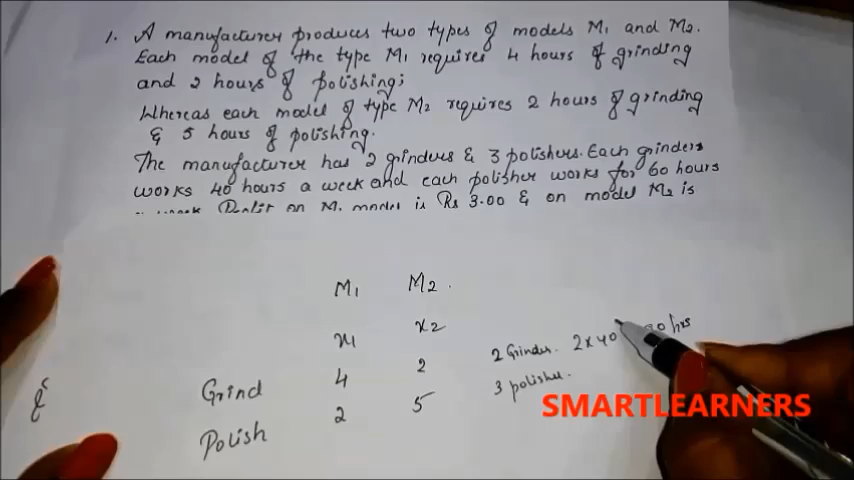 1. A manufacturer produces two types of models M1 and M2.
Each model of the type M1 requires 4 hours of grinding
and 2 hours of polishing;
Whereas each model of type M2 requires 2 hours of grinding
& 5 hours of polishing.
The manufacturer has 2 grinders & 3 polishers. Each grinders
works 40 hours a week and each polisher works for 60 hours
Profit on M1 model is Rs 3.00 & on model M2 is
M1 M2.
x1 x2
Grind 4 2 2 Grinder. 2x40 hrs
Polish 2 5 3 polisher.
SMARTLEARNERS